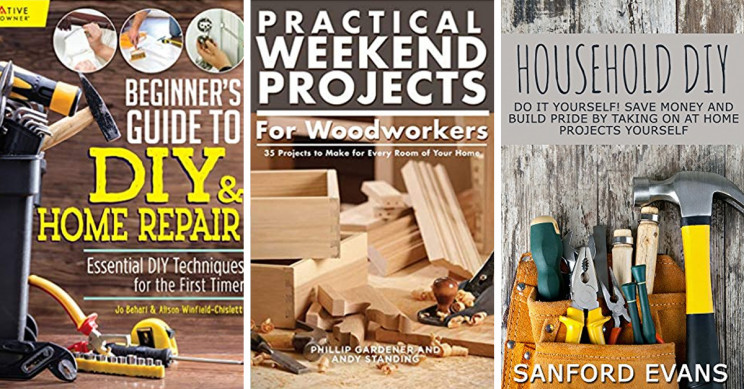 ATIVE
OWNER®
BEGINNER'S
GUIDE TO
DIY&
HOME REPAIR
Essential DIY Techniques
for the First Timer
Jo Behari & Alison Winfield-Chislett
PRACTICAL
WEEKEND
PROJECTS
For Woodworkers
35 Projects to Make for Every Room of Your Home
PHILLIP GARDENER AND
ANDY STANDING
HOUSEHOLD DIY
DO IT YOURSELF! SAVE MONEY AND
BUILD PRIDE BY TAKING ON AT HOME
PROJECTS YOURSELF
SANFORD EVANS